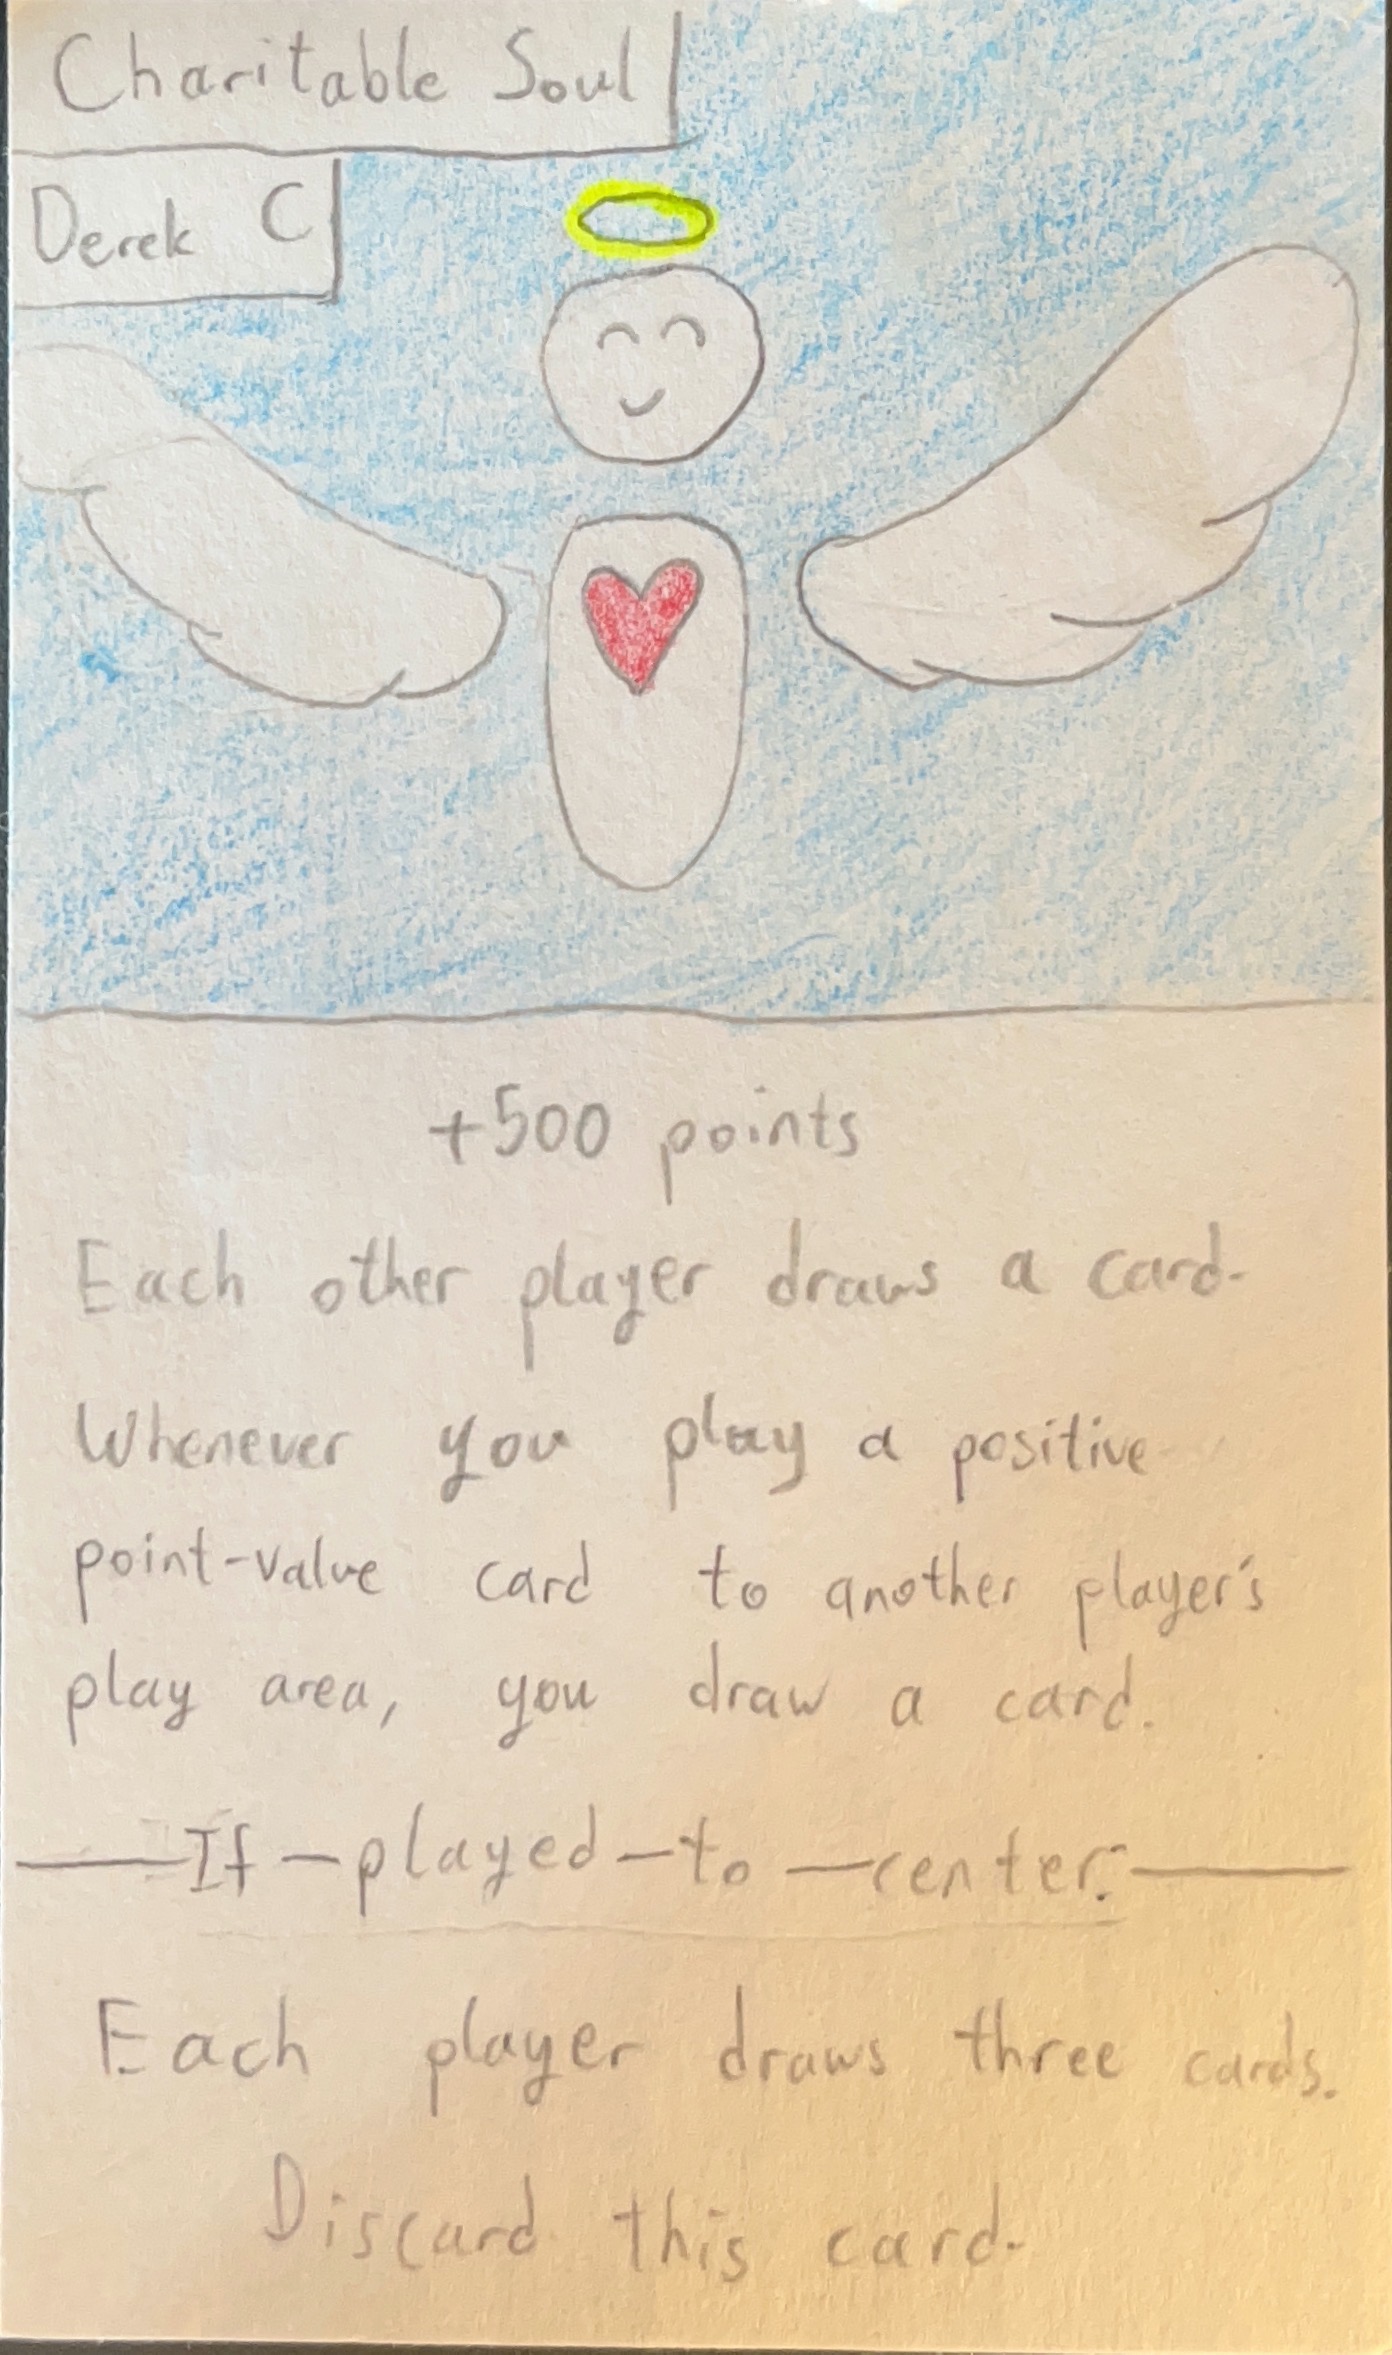 Charitable Soul
Derek C
+500 points
Each other player draws a card.
Whenever you play a positive
point-value card to another player's
play area, you draw a card.
If-played-to-center:
Each player draws three cards.
Discard this card.